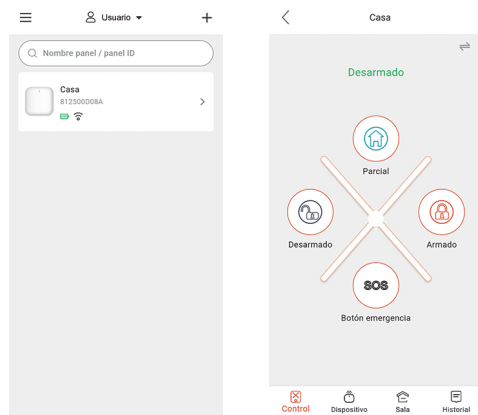 Usuario
Nombre panel / panel ID
Casa
812500D08A
Casa
Desarmado
Parcial
Desarmado
Armado
SOS
Botón emergencia
Control
Dispositivo
Sala
Historial